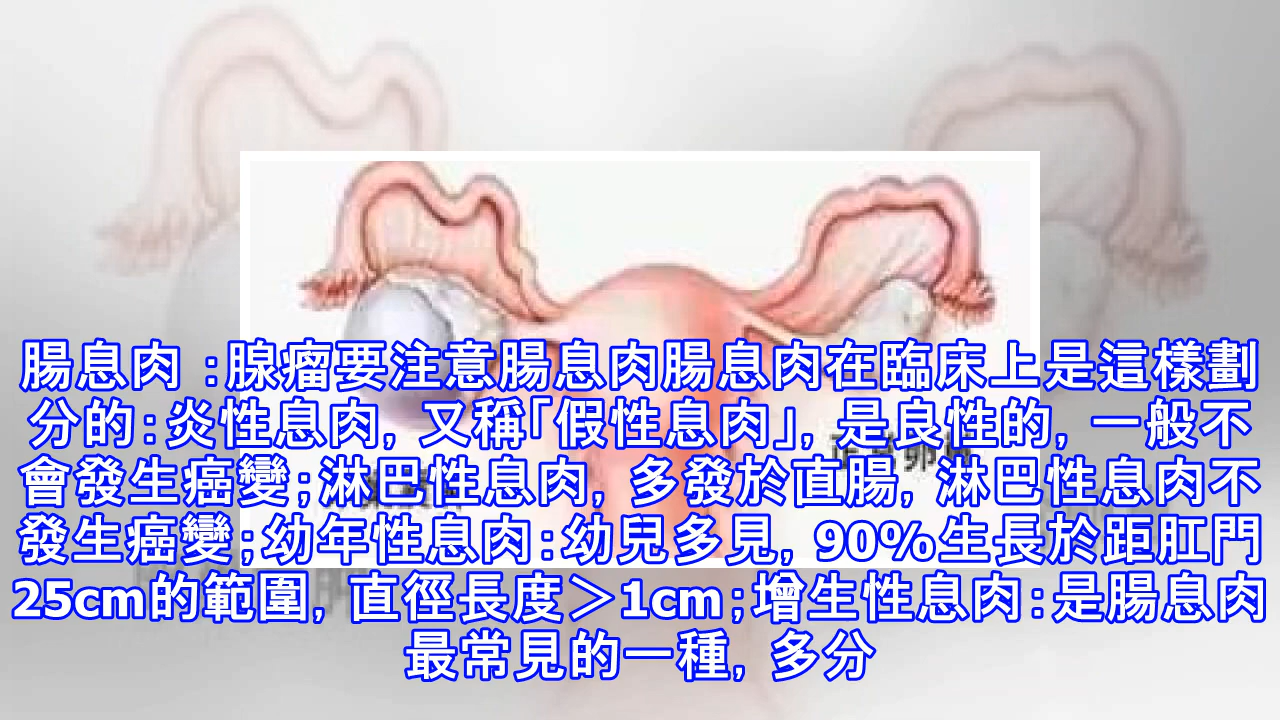 腸息肉 :腺瘤要注意腸息肉腸息肉在臨床上是這樣劃
分的:炎性息肉, 又稱「假性息肉」, 是良性的, 一般不
會發生癌變;淋巴性息肉, 多發於直腸, 淋巴性息肉不
發生癌變;幼年性息肉:幼兒多見, 90%生長於距肛門
25cm的範圍, 直徑長度＞1cm;增生性息肉:是腸息肉
最常見的一種, 多分